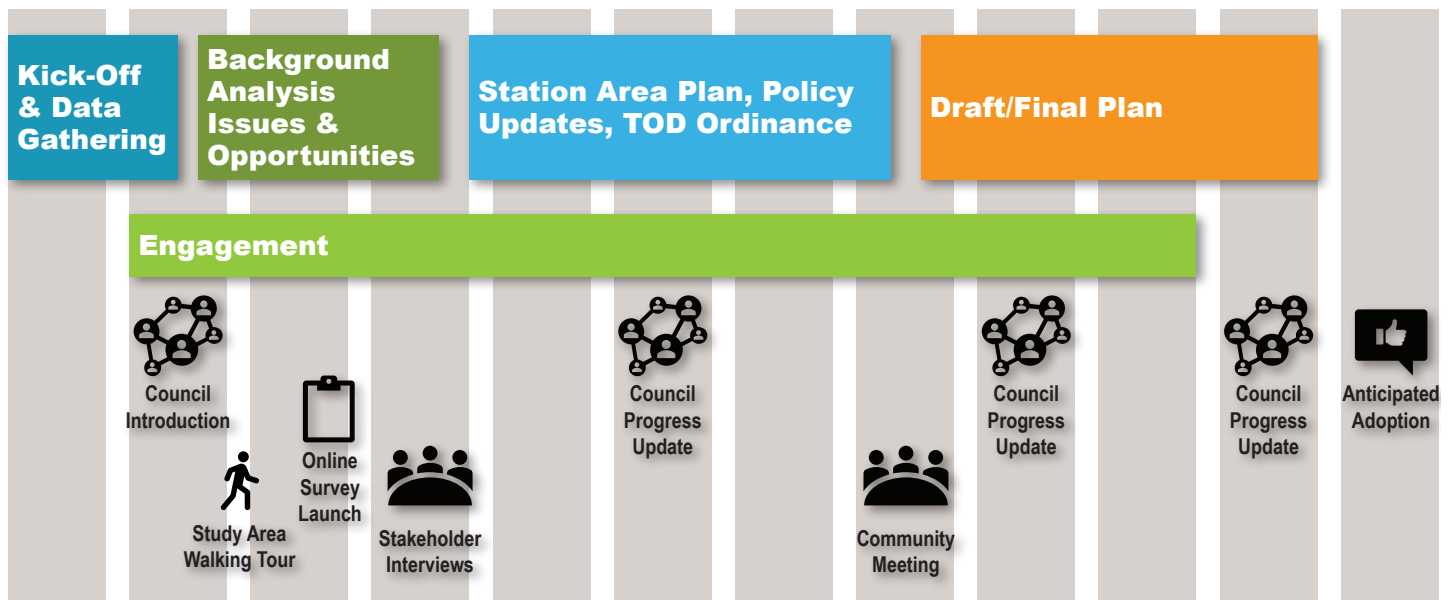 Kick-Off
& Data
Gathering
Background
Analysis
Issues &
Opportunities
Station Area Plan, Policy
Updates, TOD Ordinance
Draft/Final Plan
Engagement
Council
Introduction
Study Area
Walking Tour
Online
Survey
Launch
Stakeholder
Interviews
Council
Progress
Update
Community
Meeting
Council
Progress
Update
Council
Progress
Update
Anticipated
Adoption